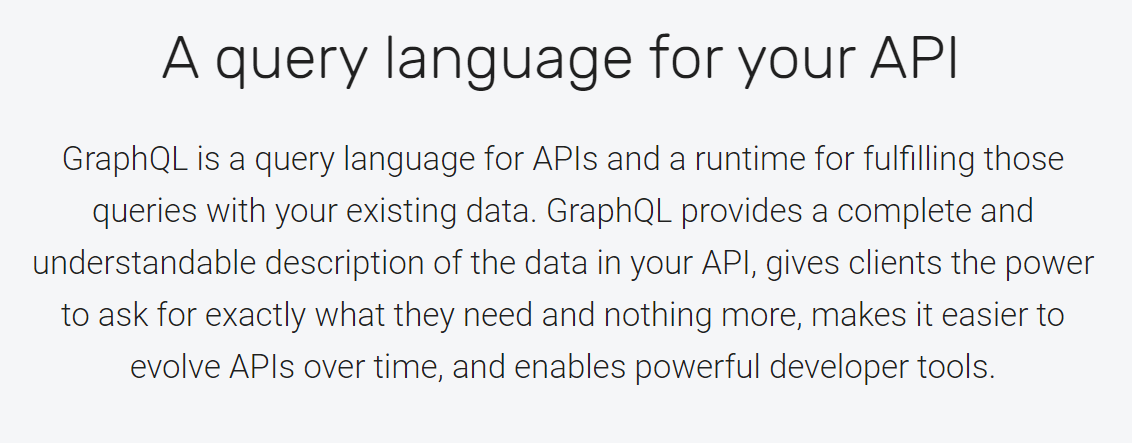 A query language for your API
GraphQL is a query language for APIs and a runtime for fulfilling those
queries with your existing data. GraphQL provides a complete and
understandable description of the data in your API, gives clients the power
to ask for exactly what they need and nothing more, makes it easier to
evolve APIs over time, and enables powerful developer tools.